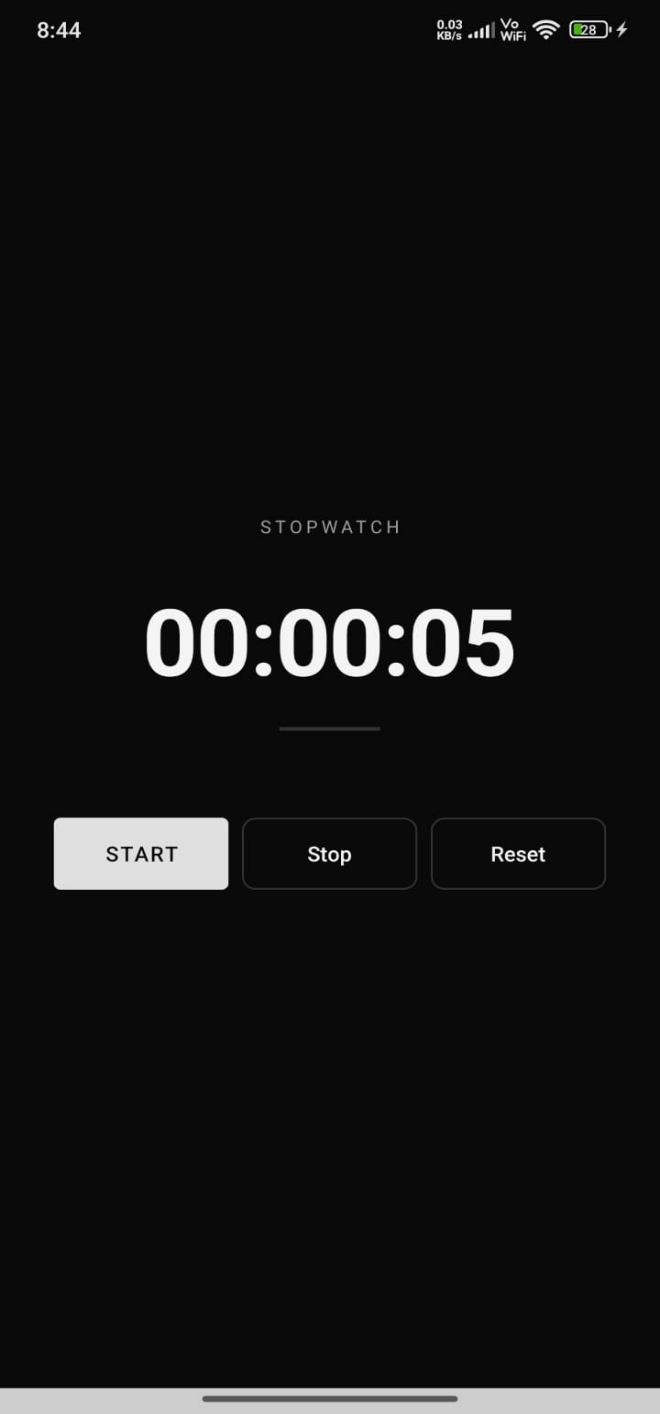 8:44
0.03
KB/s
Vo
WiFi
28
STOPWATCH
00:00:05
START
Stop
Reset